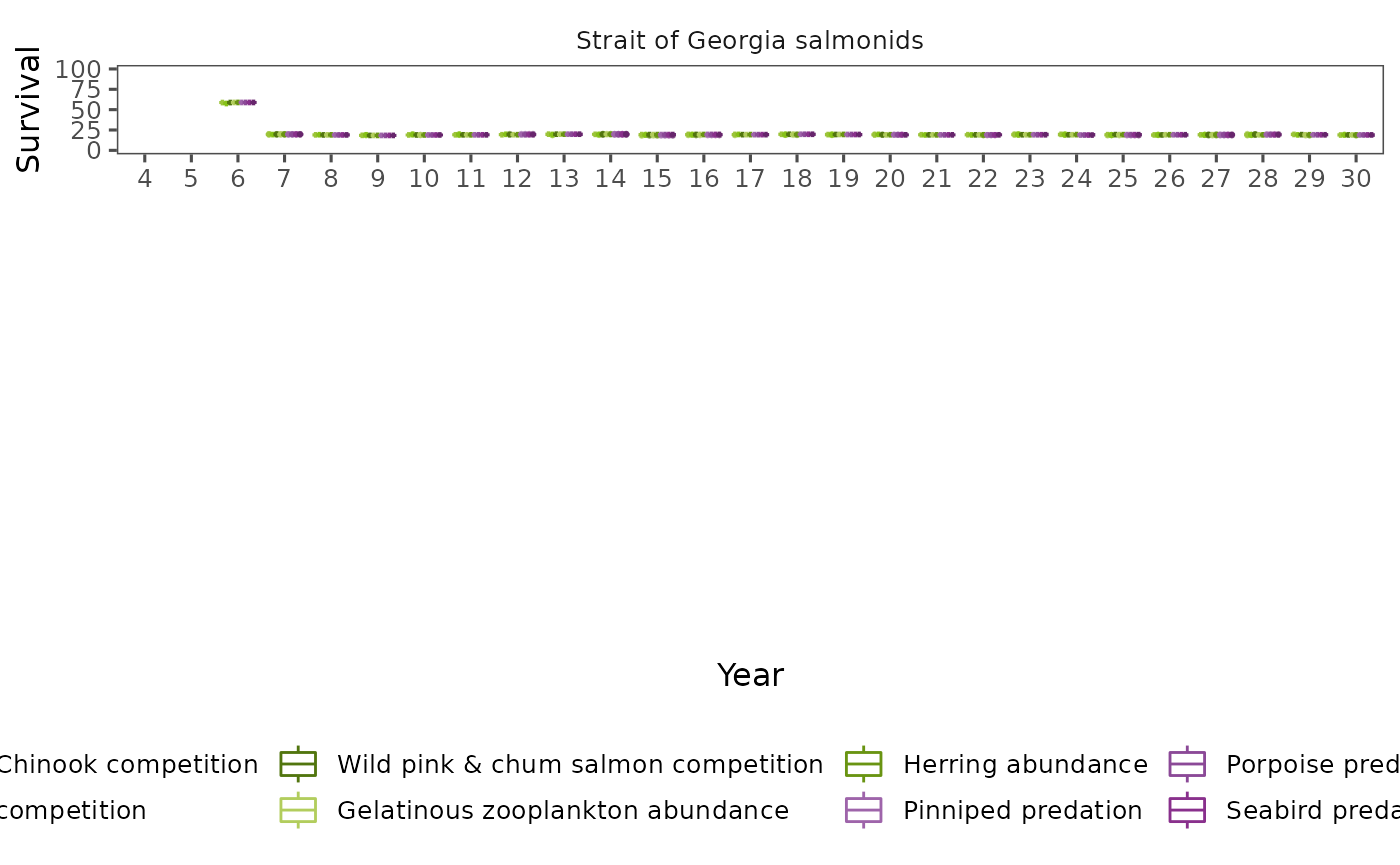 Strait of Georgia salmonids
Survival
100
75
50
25
0
4 5 6 7 8 9 10 11 12 13 14 15 16 17 18 19 20 21 22 23 24 25 26 27 28 29 30
Year
Chinook competition Wild pink & chum salmon competition Herring abundance Porpoise pred
competition Gelatinous zooplankton abundance Pinniped predation Seabird preda